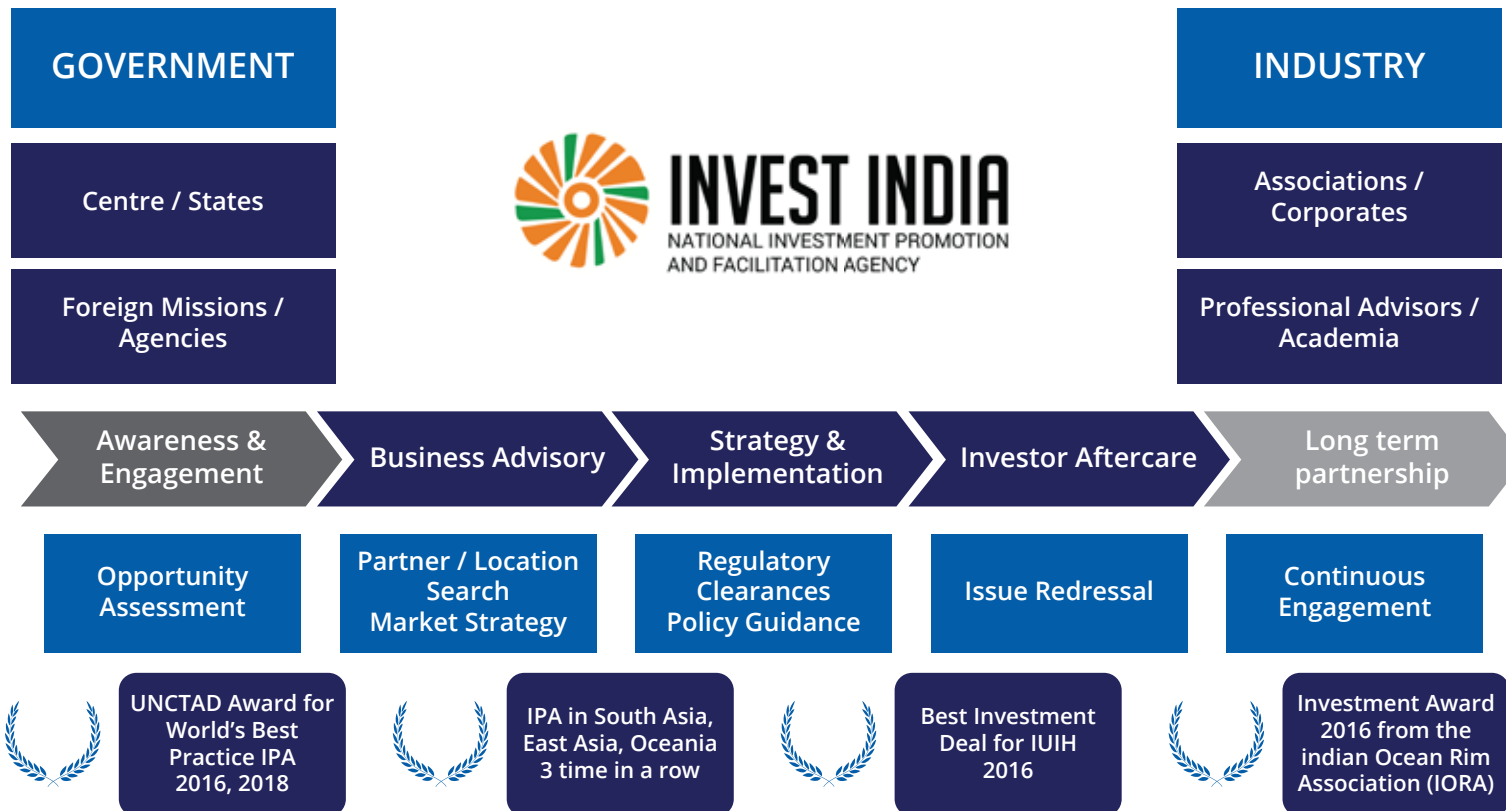 GOVERNMENT
Centre / States
Foreign Missions /
Agencies
INVEST INDIA
NATIONAL INVESTMENT PROMOTION
AND FACILITATION AGENCY
INDUSTRY
Associations /
Corporates
Professional Advisors /
Academia
Awareness &
Engagement
Business Advisory
Strategy &
Implementation
Investor Aftercare
Long term
partnership
Opportunity
Assessment
Partner / Location
Search
Market Strategy
Regulatory
Clearances
Policy Guidance
Issue Redressal
Continuous
Engagement
UNCTAD Award for
World's Best
Practice IPA
2016, 2018
IPA in South Asia,
East Asia, Oceania
3 time in a row
Best Investment
Deal for IUIH
2016
Investment Award
2016 from the
indian Ocean Rim
Association (IORA)